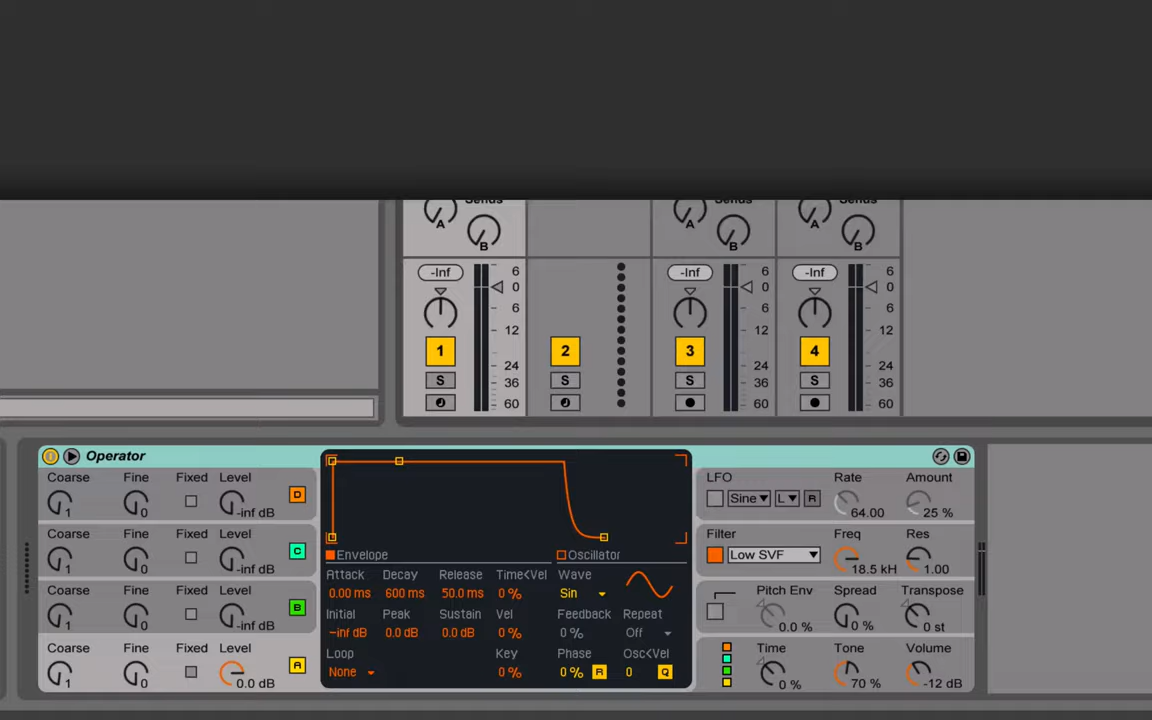 Sends Sends Sends
A A A
B B B
-Inf 6 -Inf 6 -Inf 6
0 0 0
6 6 6
12 12 12
1 2 3 4
24 24 24
S S S S
36 36 36
60 60 60
Operator
Coarse Fine Fixed Level
1 0 -inf dB D
Coarse Fine Fixed Level
1 0 -inf dB C
Coarse Fine Fixed Level
1 0 -inf dB B
Coarse Fine Fixed Level
1 0 0.0 dB A
Envelope Oscillator
Attack Decay Release Time<Vel Wave
0.00 ms 600 ms 50.0 ms 0 % Sin
Initial Peak Sustain Vel Feedback Repeat
-inf dB 0.0 dB 0.0 dB 0 % 0 % Off
Loop Key Phase Osc<Vel
None 0 % 0 % R 0 Q
LFO Rate Amount
Sine L R 64.00 25 %
Filter Freq Res
Low SVF 18.5 kH 1.00
Pitch Env Spread Transpose
0.0 % 0 % 0 st
Time Tone Volume
0 % 70 % -12 dB